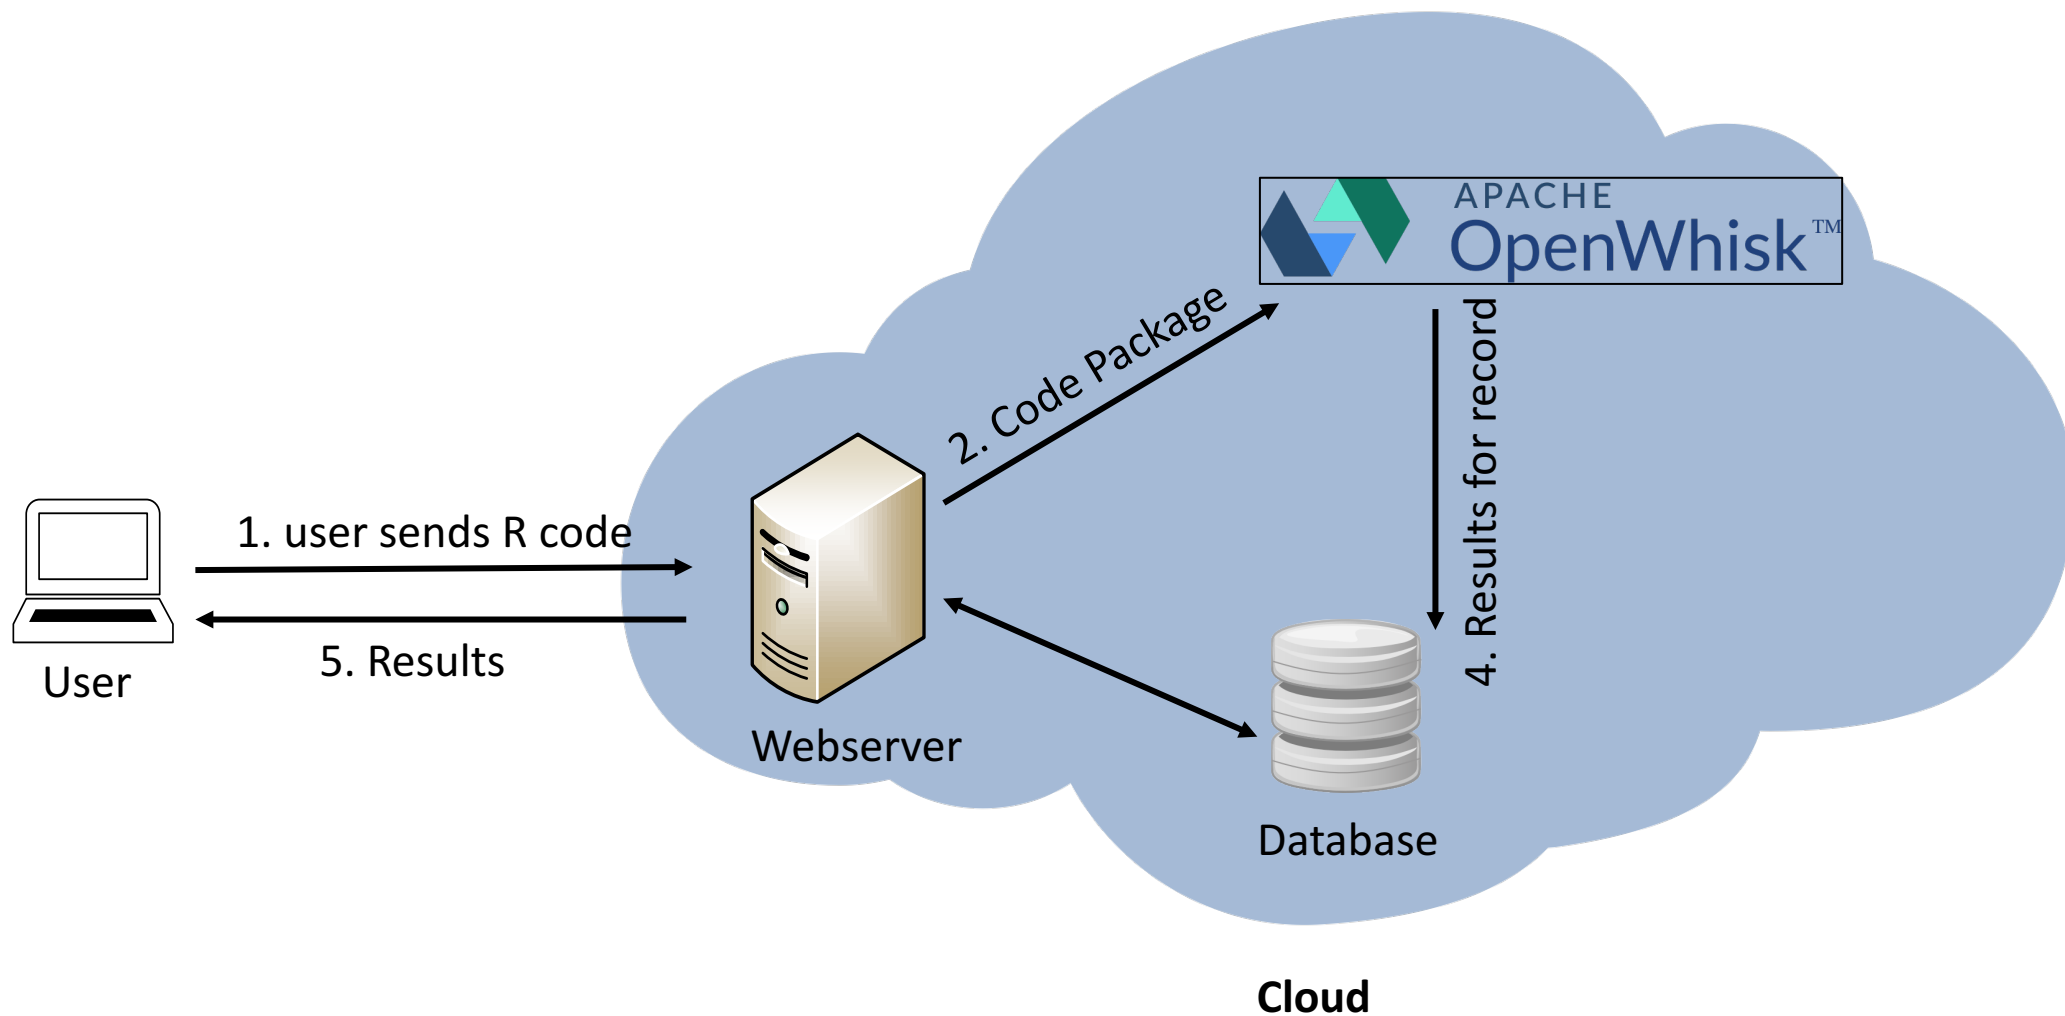 APACHE
OpenWhisk™
2. Code Package
4. Results for record
1. user sends R code
5. Results
User
Webserver
Database
Cloud